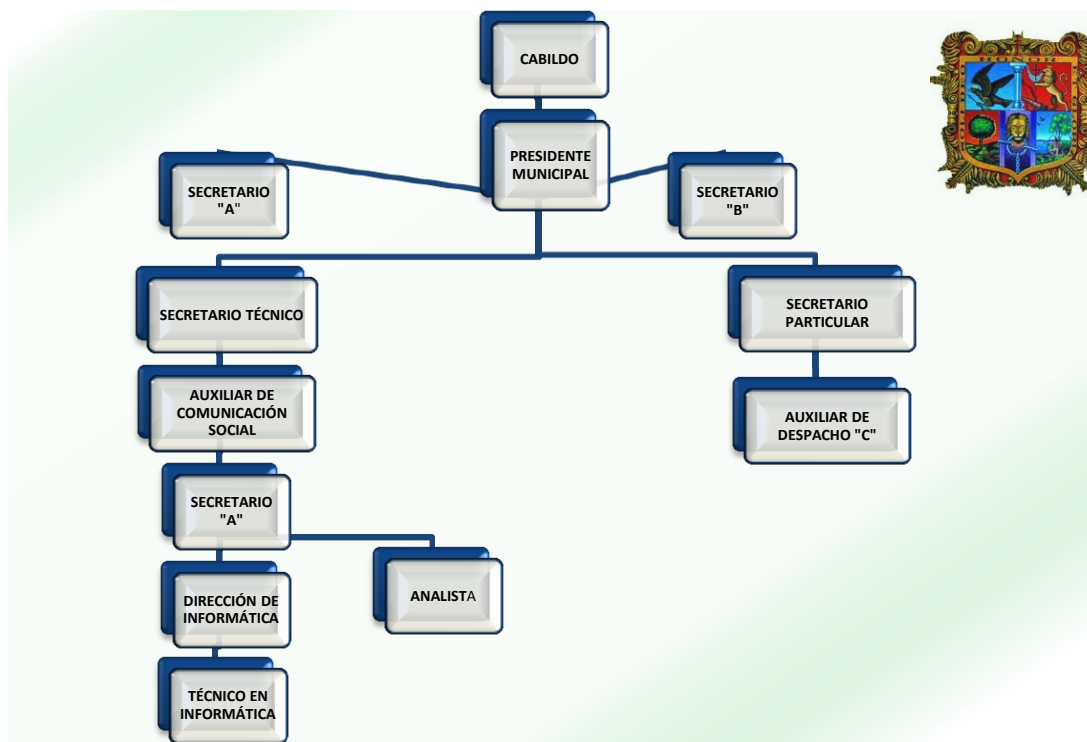 CABILDO
HONOR
PRESIDENTE
MUNICIPAL
SECRETARIO
"A"
SECRETARIO
"B"
SECRETARIO TÉCNICO
SECRETARIO
PARTICULAR
AUXILIAR DE
COMUNICACIÓN
SOCIAL
AUXILIAR DE
DESPACHO "C"
SECRETARIO
"A"
DIRECCIÓN DE
INFORMÁTICA
ANALISTA
TÉCNICO EN
INFORMÁTICA